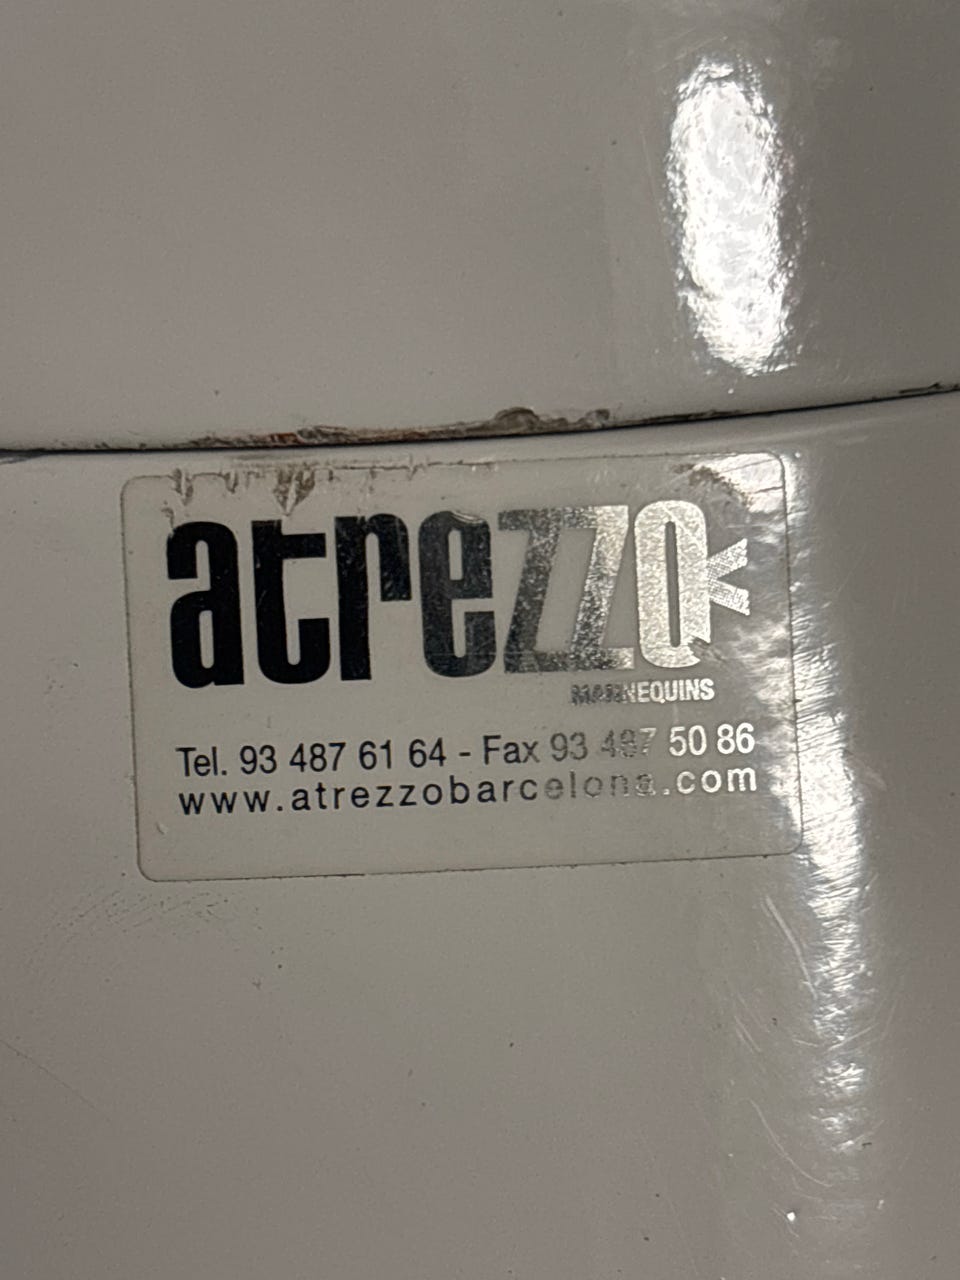 atrezzo
MANNEQUINS
Tel. 93 487 61 64 - Fax 93 487 50 86
www.atrezzobarcelona.com